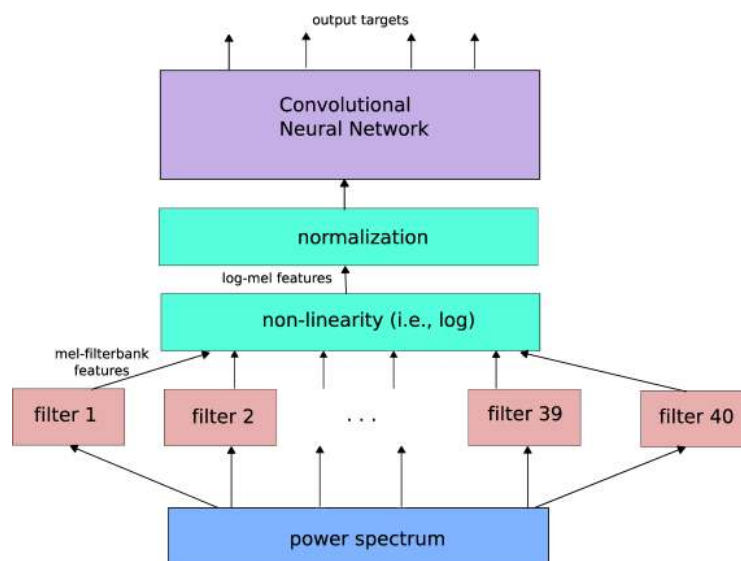 output targets
Convolutional
Neural Network
normalization
log-mel features
non-linearity (i.e., log)
mel-filterbank
features
filter 1
filter 2
. . .
filter 39
filter 40
power spectrum